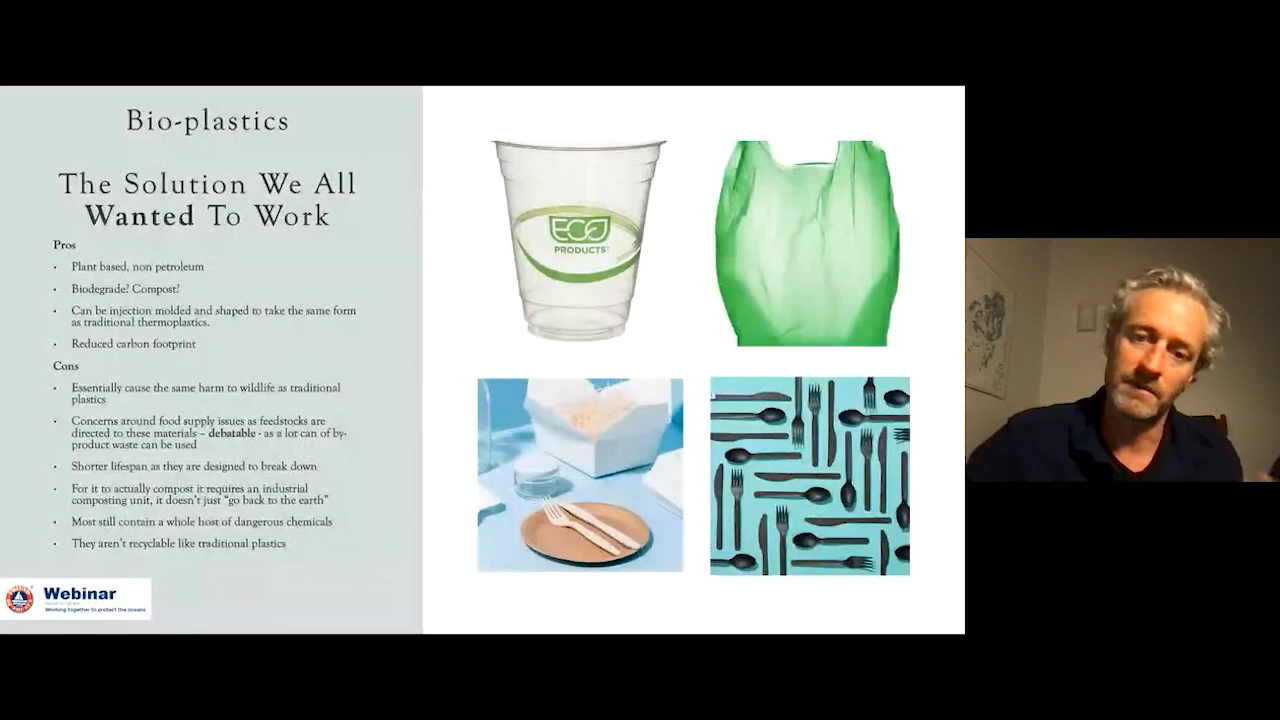 Bio-plastics
The Solution We All
Wanted To Work
Pros
• Plant based, non petroleum
• Biodegrade? Compost?
• Can be injection molded and shaped to take the same form
as traditional thermoplastics.
• Reduced carbon footprint
Cons
• Essentially cause the same harm to wildlife as traditional
plastics
• Concerns around food supply issues as feedstocks are
directed to these materials – debatable - as a lot can of by-
product waste can be used
• Shorter lifespan as they are designed to break down
• For it to actually compost it requires an industrial
composting unit, it doesn't just "go back to the earth"
• Most still contain a whole host of dangerous chemicals
• They aren't recyclable like traditional plastics
Webinar
Working together to protect the oceans
ECO
PRODUCTS